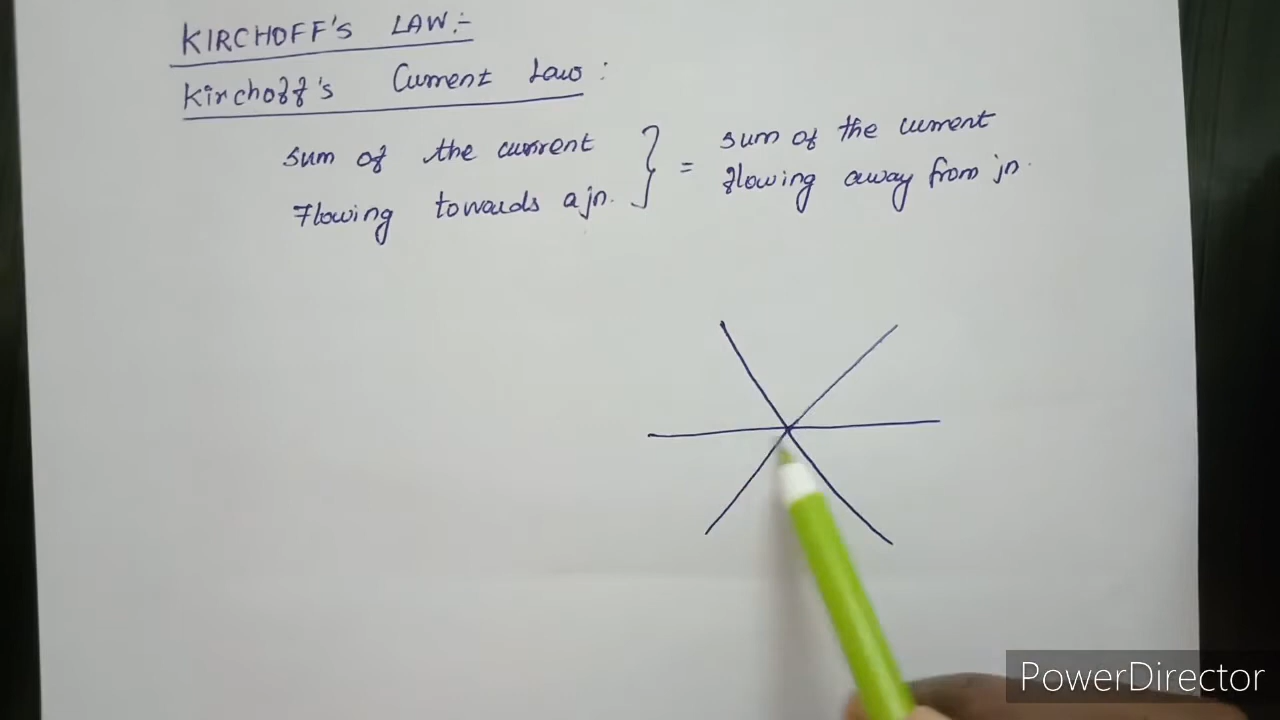 KIRCHOFF'S LAW:-
Kirchoff's Current Law:
sum of the current
Flowing towards a jn. } = sum of the current
flowing away from jn.
PowerDirector